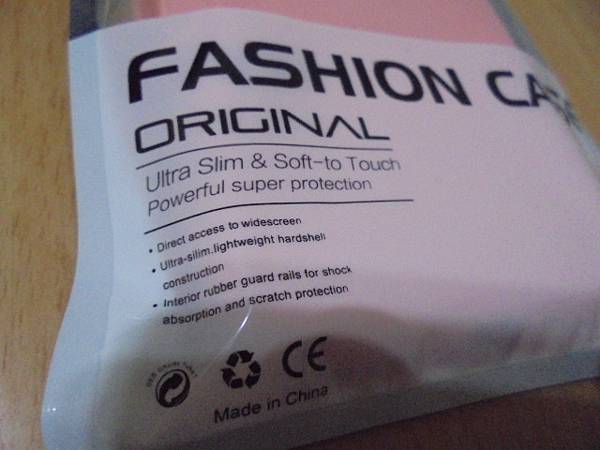 FASHION CASE
ORIGINAL
Ultra Slim & Soft-to Touch
Powerful super protection
• Direct access to widescreen
• Ultra-silim.lightweight hardshell
construction
• Interior rubber guard rails for shock
absorption and scratch protection
CE
Made in China